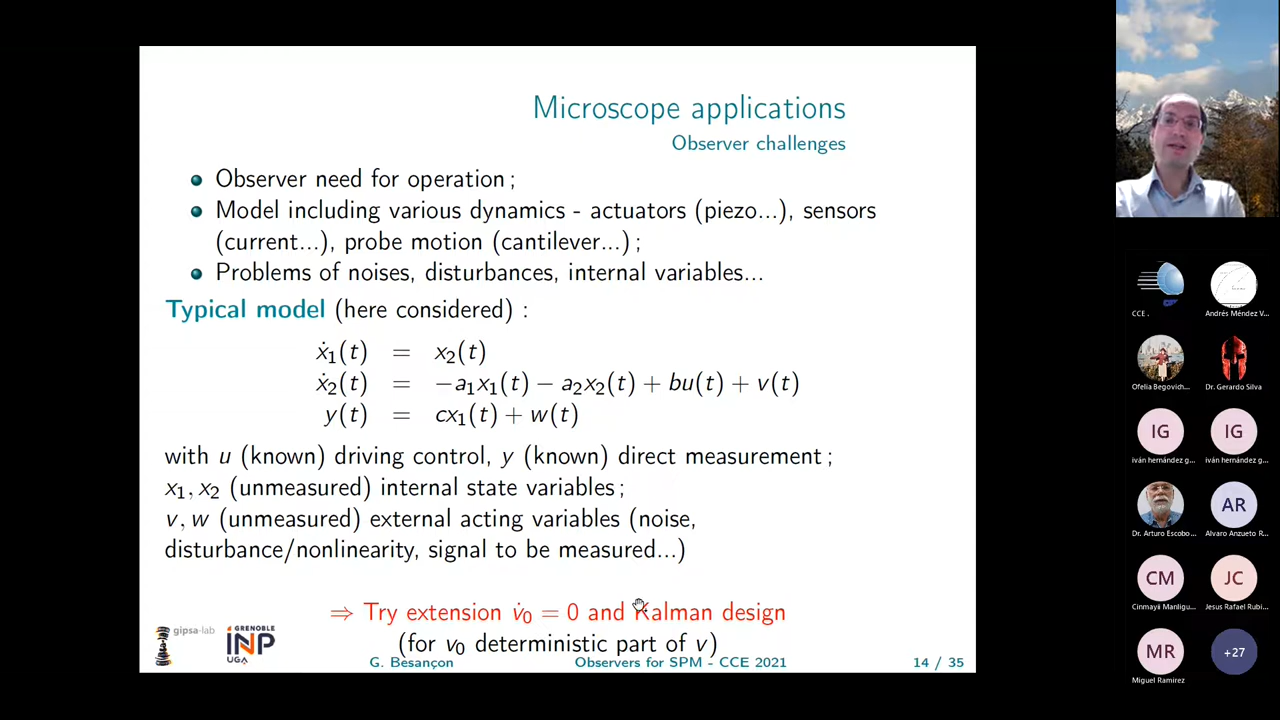 Microscope applications
Observer challenges
Observer need for operation ;
Model including various dynamics - actuators (piezo...), sensors
(current...), probe motion (cantilever...) ;
Problems of noises, disturbances, internal variables...
Typical model (here considered) :
ẋ₁(t) = x₂(t)
ẋ₂(t) = −a₁x₁(t) − a₂x₂(t) + bu(t) + v(t)
y(t) = cx₁(t) + w(t)
with u (known) driving control, y (known) direct measurement ;
x₁, x₂ (unmeasured) internal state variables ;
v, w (unmeasured) external acting variables (noise,
disturbance/nonlinearity, signal to be measured...)
⇒ Try extension v̇₀ = 0 and Kalman design
(for v₀ deterministic part of v)
gipsa-lab
GRENOBLE
INP
UGA
G. Besançon
Observers for SPM - CCE 2021
14 / 35
CCE .
Andrés Méndez V...
Ofelia Begovich...
Dr. Gerardo Silva
IG
IG
iván hernández g...
iván hernández g...
AR
Dr. Arturo Escobo...
Alvaro Anzueto R...
CM
JC
Cinmayii Manligu...
Jesus Rafael Rubi...
MR
+27
Miguel Ramirez